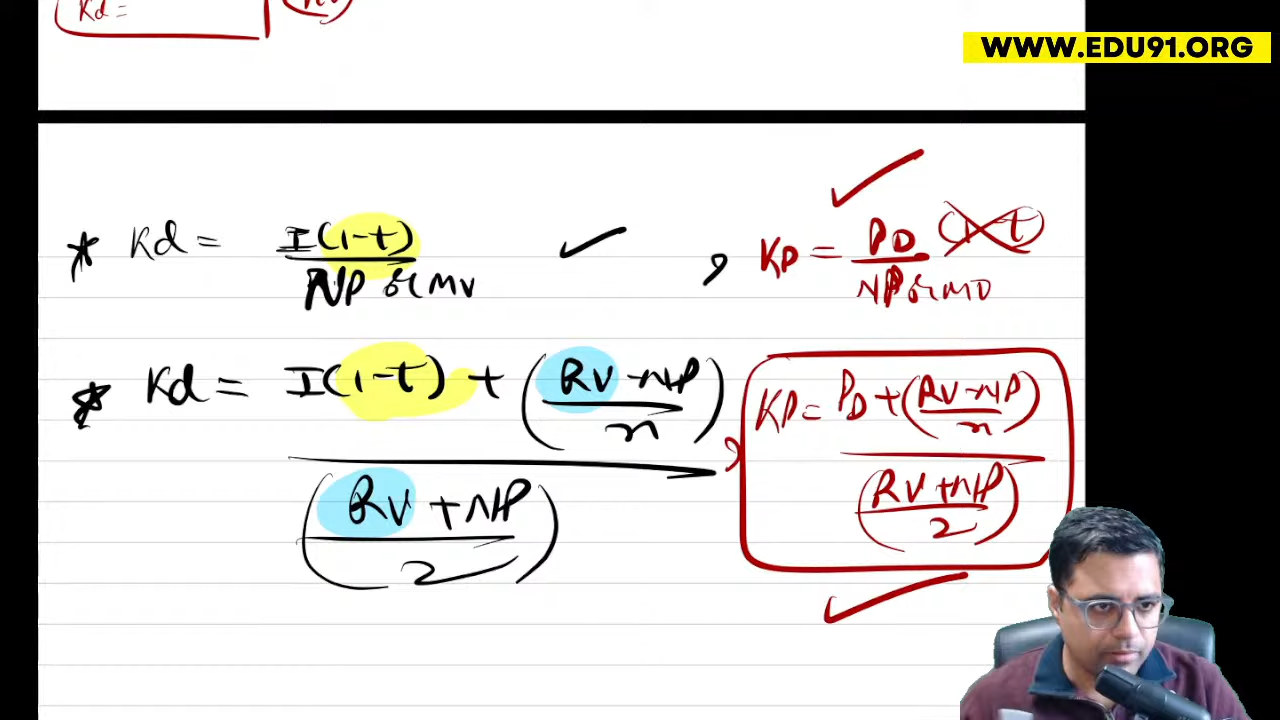 Kd =
WWW.EDU91.ORG
* Kd = I(1-t) / NP or MV ✓ , KP = PD / NP or MP (1-t) ✓
* Kd = I(1-t) + (RV-NP / n) / (RV+NP / 2) , KP = PD + (RV-NP / n) / (RV+NP / 2) ✓